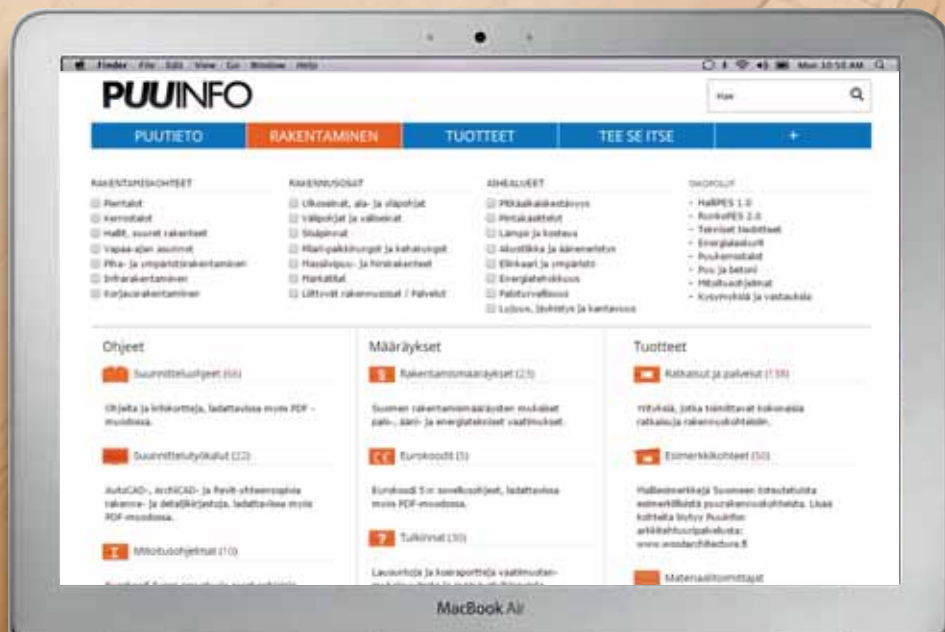 Finder File Edit View Go Window Help
Mon 10:50 AM
PUUINFO
Hae
PUUTIETO RAKENTAMINEN TUOTTEET TEE SE ITSE +
RAKENTAMISKOHTEET
Pientalot
Kerrostalot
Hallit, suuret rakenteet
Vapaa-ajan asunnot
Piha- ja ympäristörakentaminen
Infrarakentaminen
Korjausrakentaminen
RAKENNUSOSAT
Ulkoseinät, ala- ja yläpohjat
Välipohjat ja väliseinät
Sisäpinnat
Pilari-palkkirungot ja kehärungot
Massiivipuu- ja hirsirakenteet
Märkätilat
Liittyvät rakennusosat / Palvelut
AIHEALUEET
Pitkäaikaiskestävyys
Pintakäsittelyt
Lämpö ja kosteus
Akustiikka ja ääneneristys
Elinkaari ja ympäristö
Energiatehokkuus
Paloturvallisuus
Lujuus, jäykistys ja kantavuus
OIKOPOLUT
- HalliPES 1.0
- RunkoPES 2.0
- Tekniset tiedotteet
- Energialaskurit
- Puukerrostalot
- Puu ja betoni
- Mitoitusohjelmat
- Kysymyksiä ja vastauksia
Ohjeet
Suunnitteluohjeet (66)
Ohjeita ja infokortteja, ladattavissa myös PDF -
muodossa.
Suunnittelutyökalut (22)
AutoCAD-, ArchiCAD- ja Revit-yhteensopivia
rakenne- ja detaljikirjastoja, ladattavissa myös
PDF-muodossa.
Mitoitusohjelmat (10)
Määräykset
§ Rakentamismääräykset (23)
Suomen rakentamismääräysten mukaiset
palo-, ääni- ja energiatekniset vaatimukset.
CE Eurokoodit (5)
Eurokoodi 5:n sovellusohjeet, ladattavissa
myös PDF-muodossa.
? Tulkinnat (30)
Lausuntoja ja koeraportteja vaatimusten-
Tuotteet
Ratkaisut ja palvelut (138)
Yrityksiä, jotka toimittavat kokonaisia
ratkaisuja rakennuskohteisiin.
Esimerkkikohteet (50)
Malliesimerkkejä Suomeen toteutetuista
esimerkillisistä puurakennuskohteista. Lisää
kohteita löytyy Puuinfon
arkkitehtuuripalvelusta:
www.woodarchitecture.fi
Materiaalitoimittajat
MacBook Air